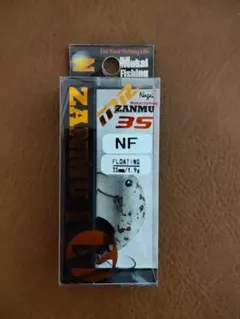 For Your Fishing Life
Mukai
Fishing
ZANMU
35
NF
FLOATING
35mm/1.9g
ZANMU